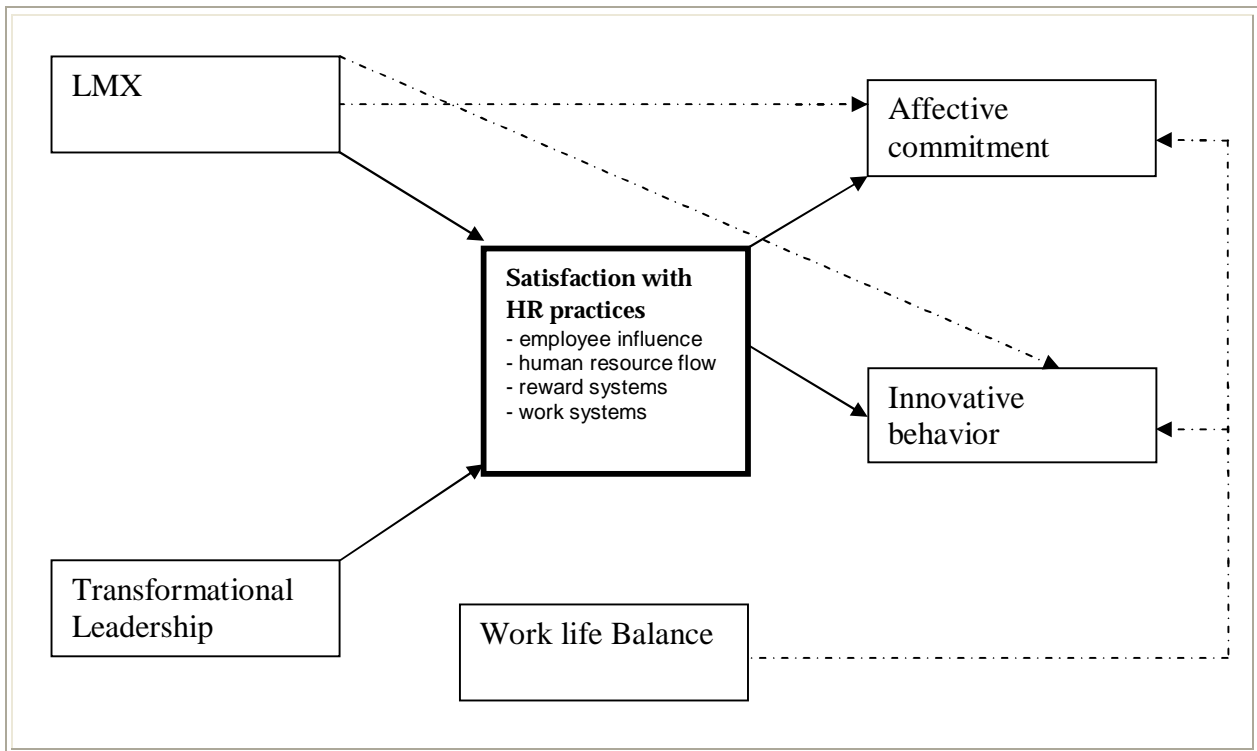 LMX
Affective
commitment
Satisfaction with
HR practices
- employee influence
- human resource flow
- reward systems
- work systems
Innovative
behavior
Transformational
Leadership
Work life Balance